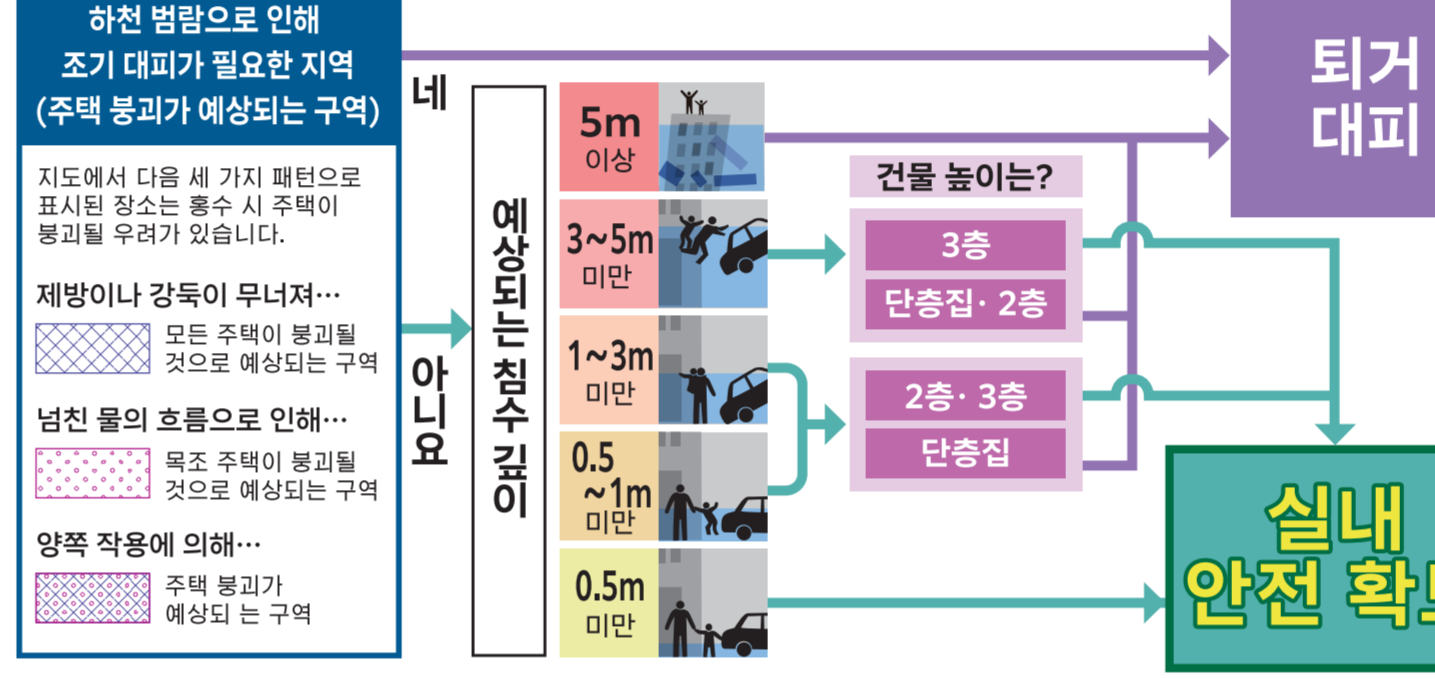 하천 범람으로 인해
조기 대피가 필요한 지역
(주택 붕괴가 예상되는 구역)
지도에서 다음 세 가지 패턴으로
표시된 장소는 홍수 시 주택이
붕괴될 우려가 있습니다.
제방이나 강둑이 무너져…
모든 주택이 붕괴될
것으로 예상되는 구역
넘친 물의 흐름으로 인해…
목조 주택이 붕괴될
것으로 예상되는 구역
양쪽 작용에 의해…
주택 붕괴가
예상되 는 구역
네
아니요
예상되는 침수 깊이
5m
이상
3~5m
미만
1~3m
미만
0.5
~1m
미만
0.5m
미만
건물 높이는?
3층
단층집· 2층
2층· 3층
단층집
퇴거
대피
실내
안전